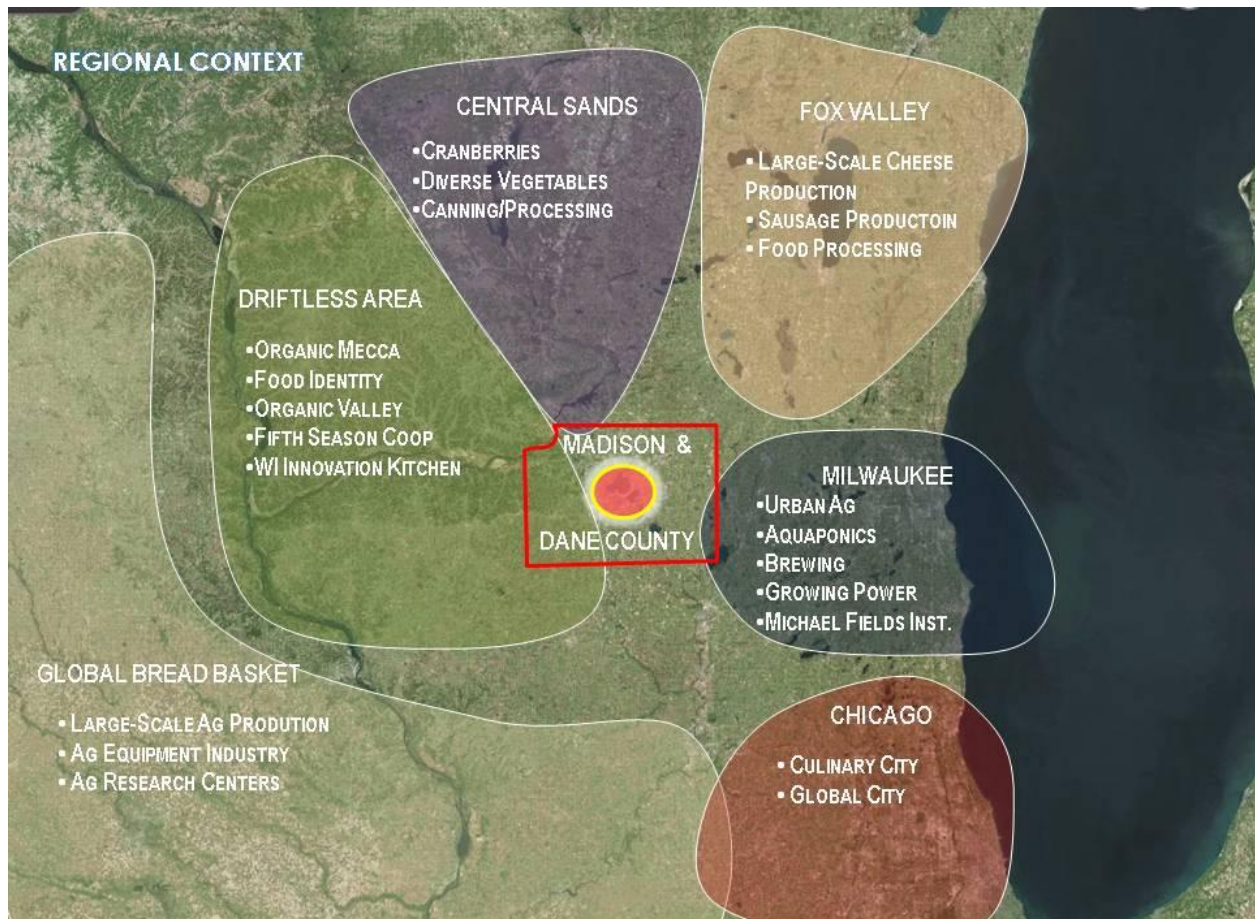 REGIONAL CONTEXT
CENTRAL SANDS
•CRANBERRIES
•DIVERSE VEGETABLES
•CANNING/PROCESSING
FOX VALLEY
• LARGE-SCALE CHEESE
PRODUCTION
• SAUSAGE PRODUCTOIN
• FOOD PROCESSING
DRIFTLESS AREA
•ORGANIC MECCA
•FOOD IDENTITY
•ORGANIC VALLEY
•FIFTH SEASON COOP
•WI INNOVATION KITCHEN
MADISON &
DANE COUNTY
MILWAUKEE
•URBAN AG
•AQUAPONICS
•BREWING
•GROWING POWER
•MICHAEL FIELDS INST.
GLOBAL BREAD BASKET
• LARGE-SCALE AG PRODUTION
• AG EQUIPMENT INDUSTRY
• AG RESEARCH CENTERS
CHICAGO
• CULINARY CITY
• GLOBAL CITY